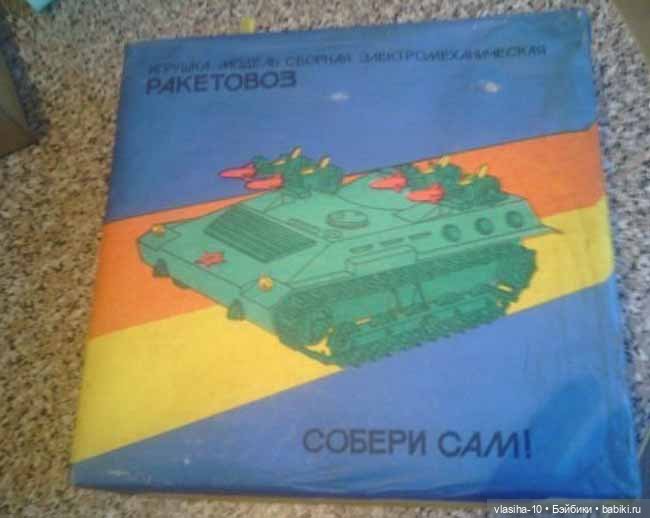 ИГРУШКА-МОДЕЛЬ СБОРНАЯ ЭЛЕКТРОМЕХАНИЧЕСКАЯ
РАКЕТОВОЗ
СОБЕРИ САМ!
vlasiha-10 • Бэйбики • babiki.ru